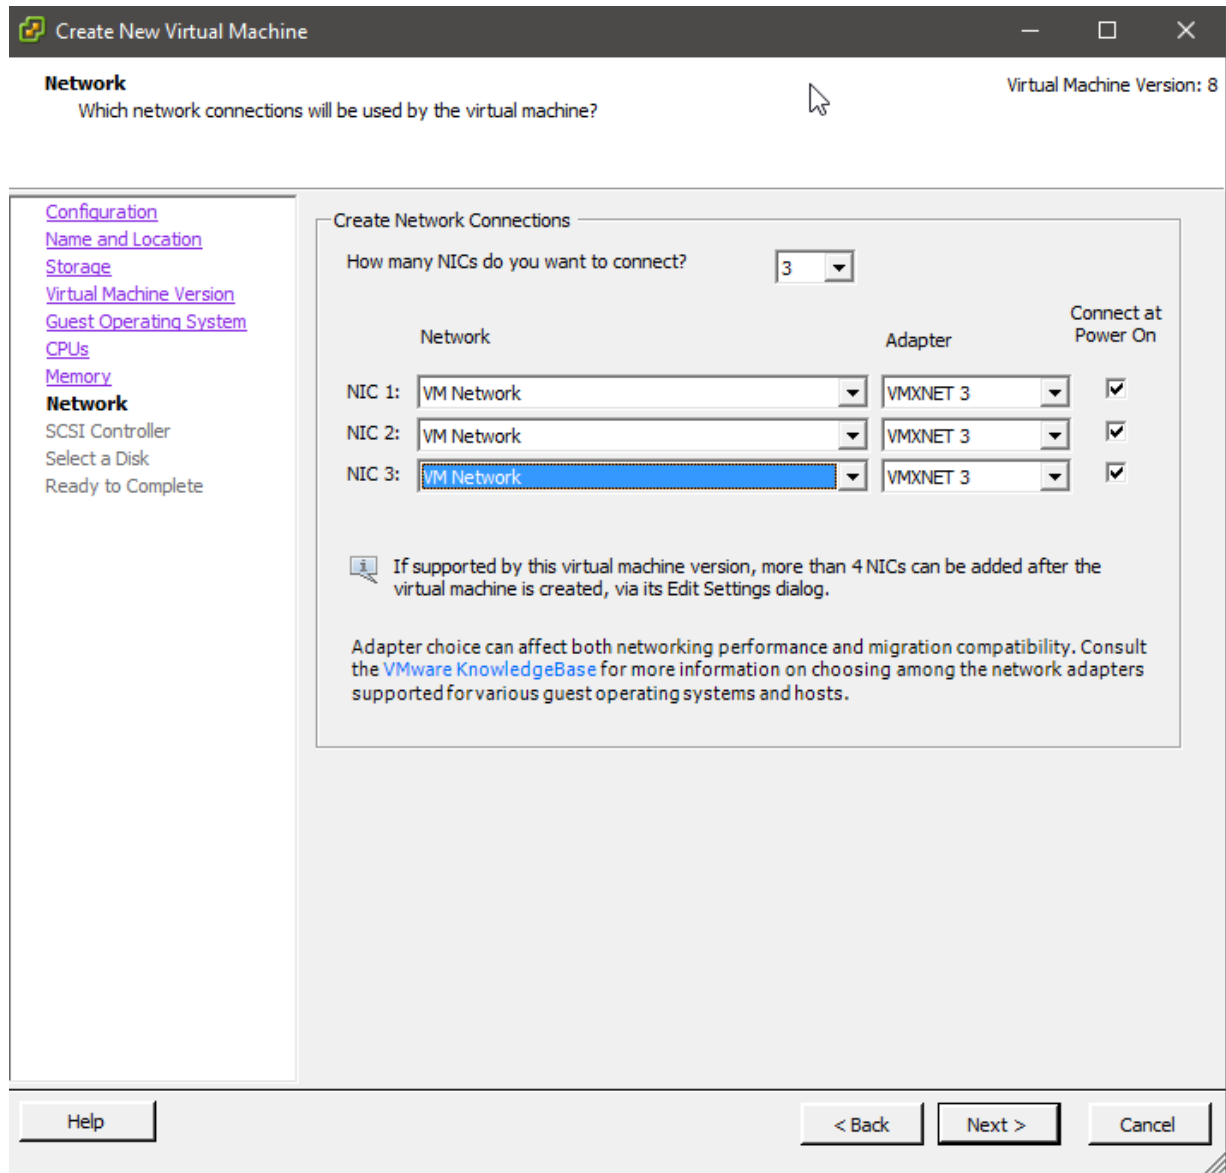 Create New Virtual Machine
Network
Virtual Machine Version: 8
Which network connections will be used by the virtual machine?
Configuration
Name and Location
Storage
Virtual Machine Version
Guest Operating System
CPUs
Memory
Network
SCSI Controller
Select a Disk
Ready to Complete
Create Network Connections
How many NICs do you want to connect? 3
Network
Adapter
Connect at
Power On
NIC 1: VM Network VMXNET 3
NIC 2: VM Network VMXNET 3
NIC 3: VM Network VMXNET 3
If supported by this virtual machine version, more than 4 NICs can be added after the
virtual machine is created, via its Edit Settings dialog.
Adapter choice can affect both networking performance and migration compatibility. Consult
the VMware KnowledgeBase for more information on choosing among the network adapters
supported for various guest operating systems and hosts.
Help
< Back
Next >
Cancel